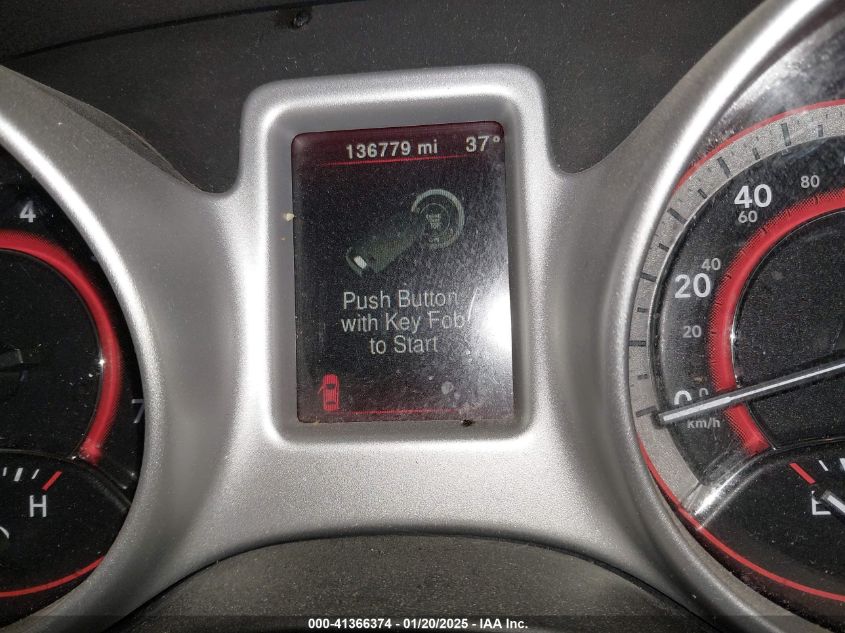 136779 mi 37°
Push Button
with Key Fob
to Start
4
7
H
40
60
80
20
40
20
0
0
km/h
E
000-41366374 | 01/20/2025 | IAA Inc.